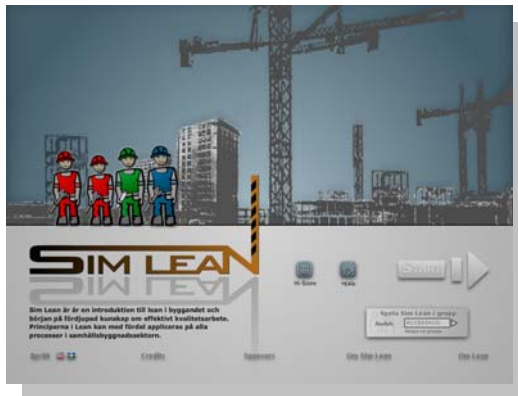 SIM LEAN
Hi-Score
Hjälp
Start
Sim Lean är är en introduktion till lean i byggandet och
början på fördjupad kunskap om effektivt kvalitetsarbete.
Principerna i Lean kan med fördel appliceras på alla
processer i samhällsbyggnadssektorn.
Spela Sim Lean i grupp
Språk
Credits
Sponsors
Om Sim Lean
Om Lean